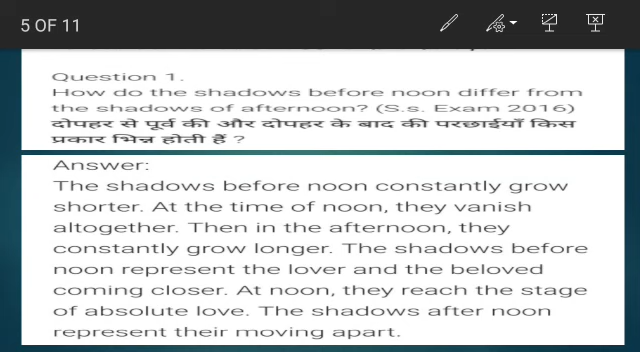 5 OF 11
Question 1.
How do the shadows before noon differ from
the shadows of afternoon? (S.s. Exam 2016)
दोपहर से पूर्व की और दोपहर के बाद की परछाईयाँ किस
प्रकार भिन्न होती हैं ?
Answer:
The shadows before noon constantly grow
shorter. At the time of noon, they vanish
altogether. Then in the afternoon, they
constantly grow longer. The shadows before
noon represent the lover and the beloved
coming closer. At noon, they reach the stage
of absolute love. The shadows after noon
represent their moving apart.